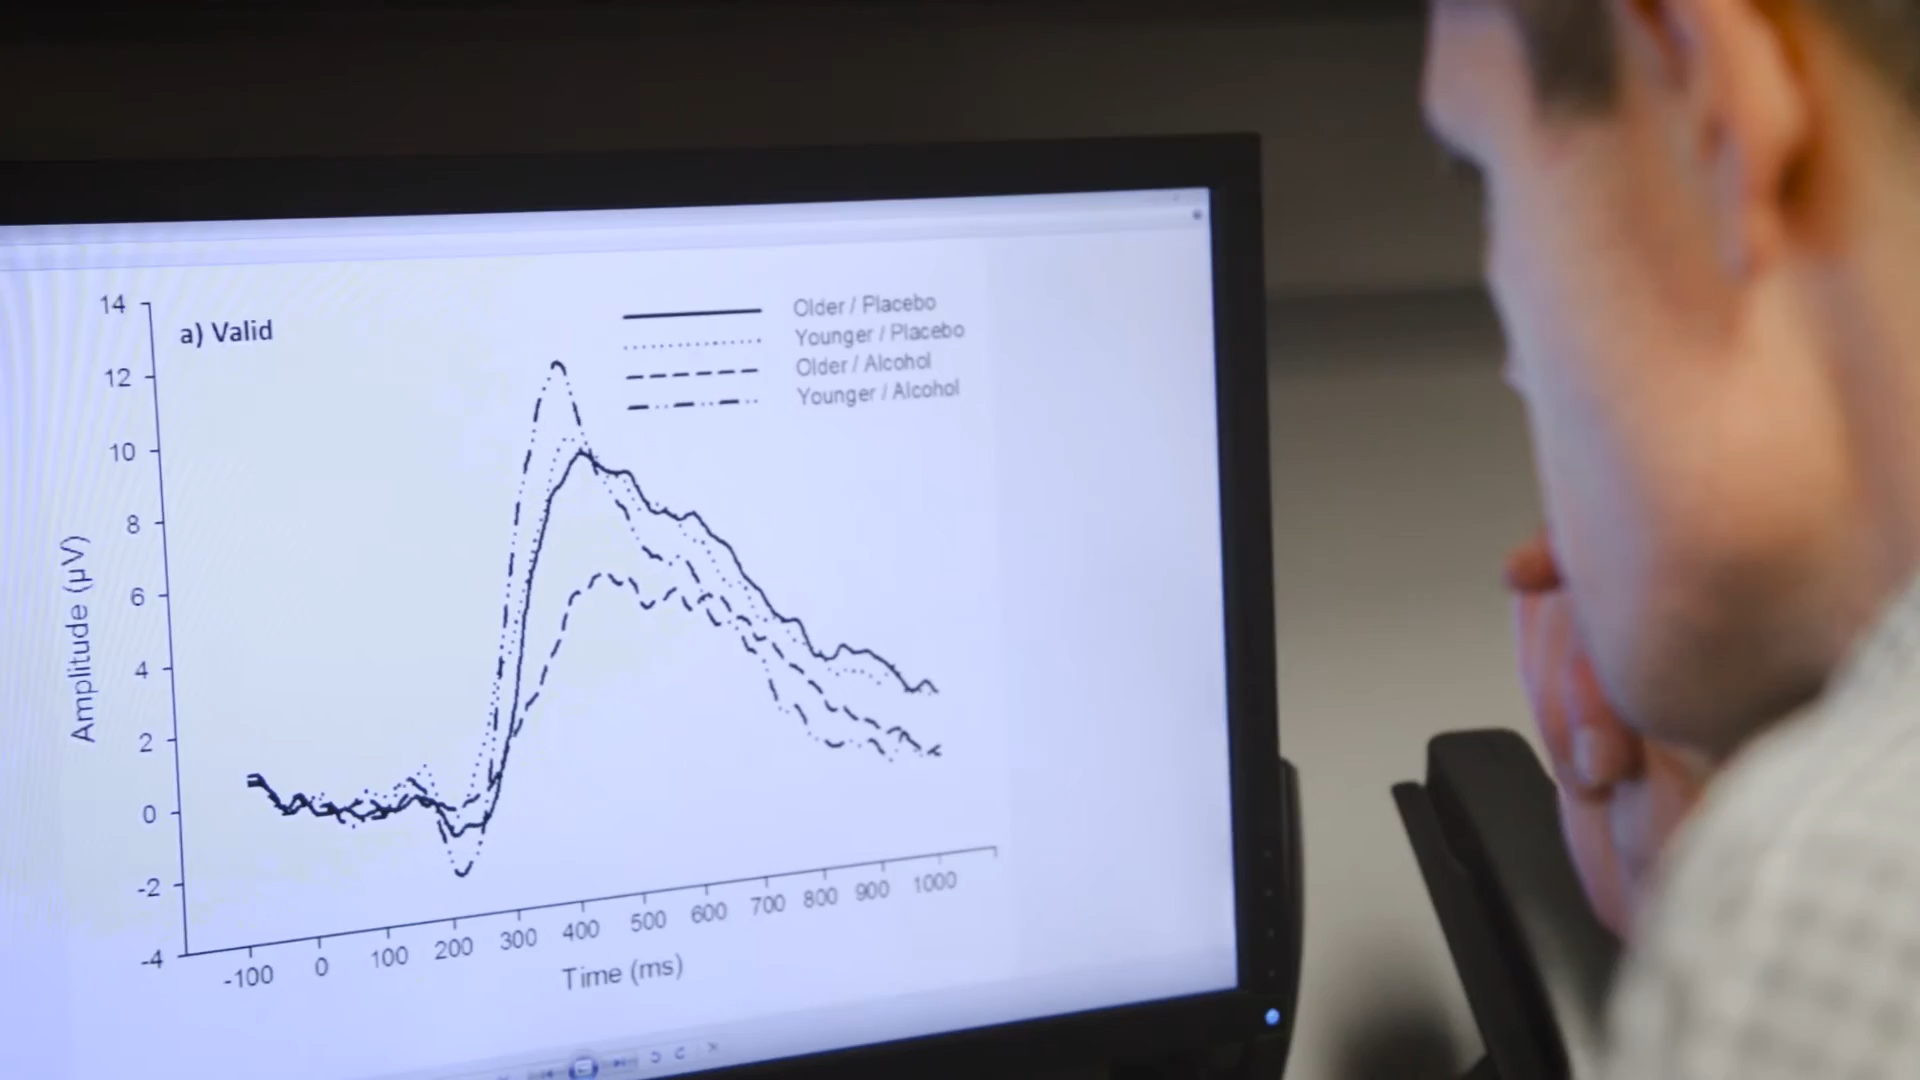 a) Valid
Older / Placebo
Younger / Placebo
Older / Alcohol
Younger / Alcohol
14
12
10
8
6
4
2
0
-2
-4
Amplitude (µV)
-100 0 100 200 300 400 500 600 700 800 900 1000
Time (ms)